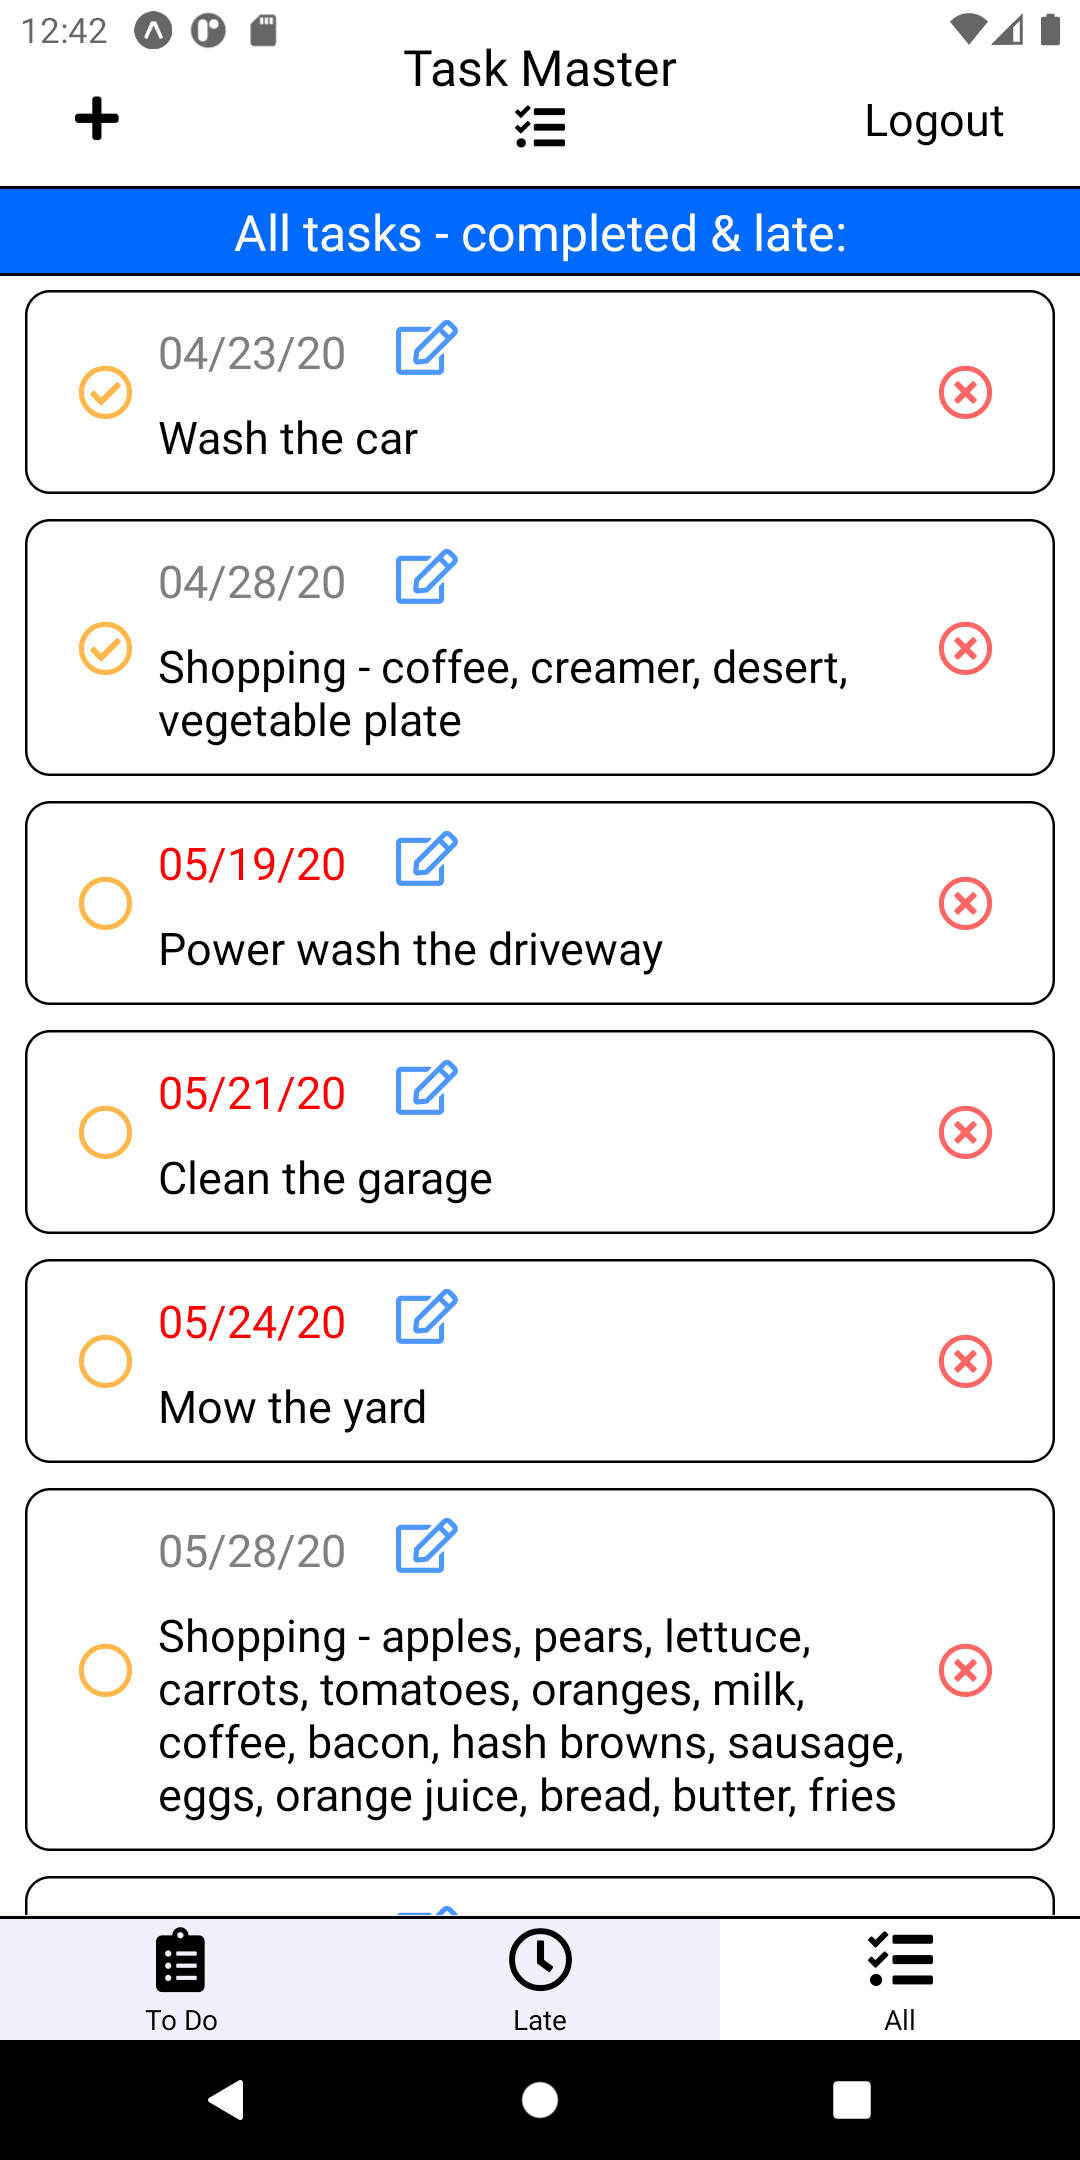 12:42
Task Master
Logout
All tasks - completed & late:
04/23/20
Wash the car
04/28/20
Shopping - coffee, creamer, desert,
vegetable plate
05/19/20
Power wash the driveway
05/21/20
Clean the garage
05/24/20
Mow the yard
05/28/20
Shopping - apples, pears, lettuce,
carrots, tomatoes, oranges, milk,
coffee, bacon, hash browns, sausage,
eggs, orange juice, bread, butter, fries
To Do
Late
All